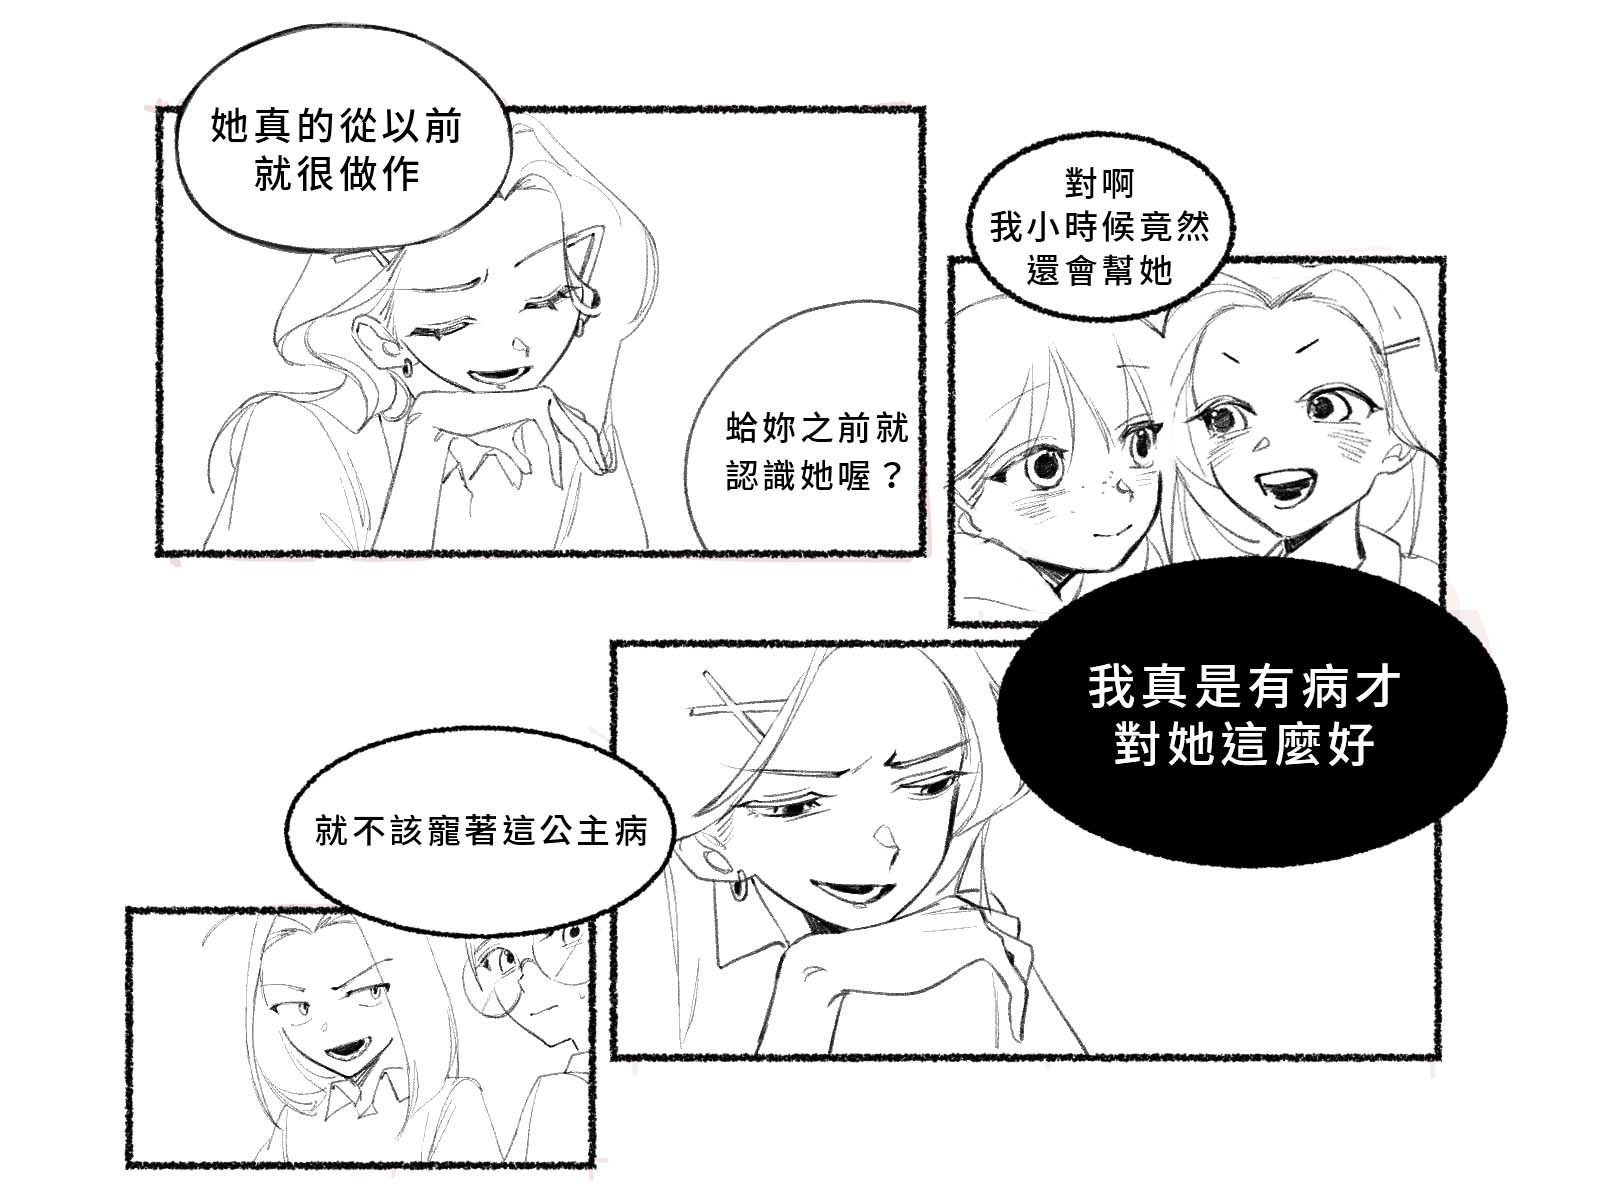 她真的從以前
就很做作
蛤妳之前就
認識她喔？
對啊
我小時候竟然
還會幫她
我真是有病才
對她這麼好
就不該寵著這公主病